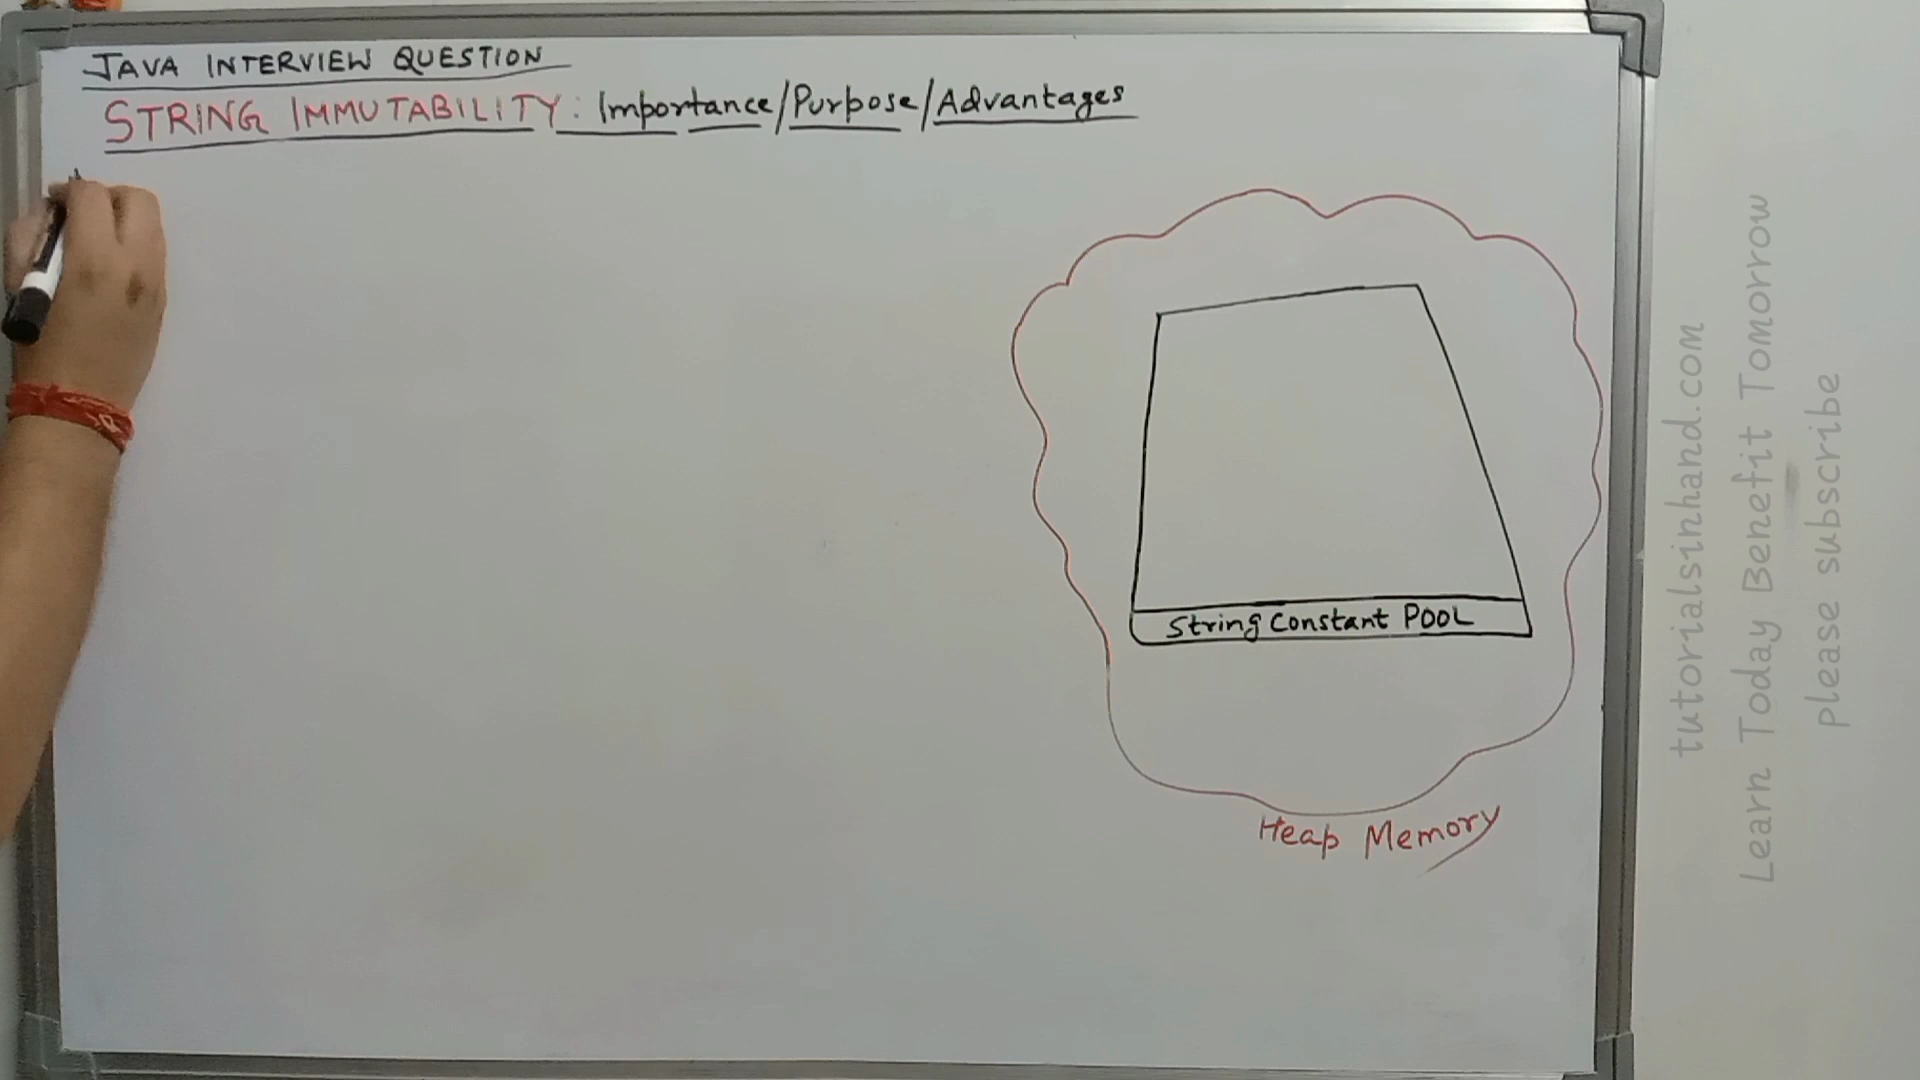 JAVA INTERVIEW QUESTION
STRING IMMUTABILITY: Importance/Purpose/Advantages
String Constant POOL
Heap Memory
tutorialsinhand.com
Learn Today Benefit Tomorrow
please subscribe